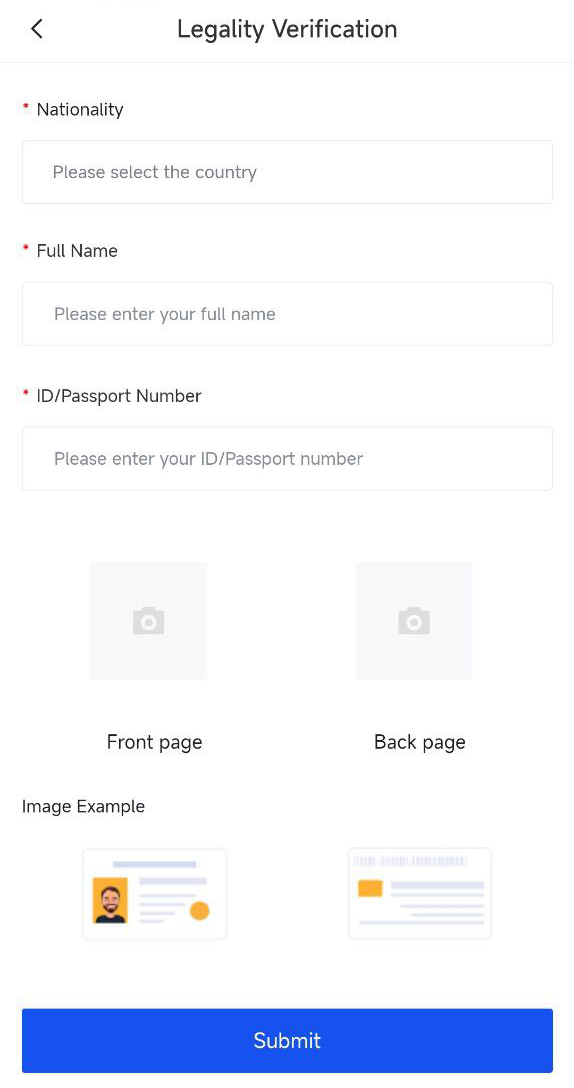 Legality Verification
* Nationality
Please select the country
* Full Name
Please enter your full name
* ID/Passport Number
Please enter your ID/Passport number
Front page
Back page
Image Example
Submit